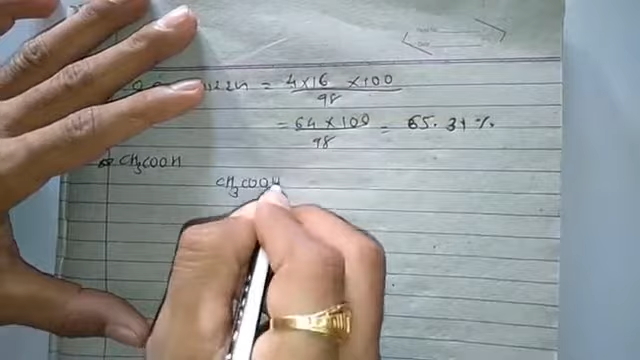 = 4×16 ×100
98
= 64 × 100 = 65.31 %
98
CH3COOH
CH3COOH